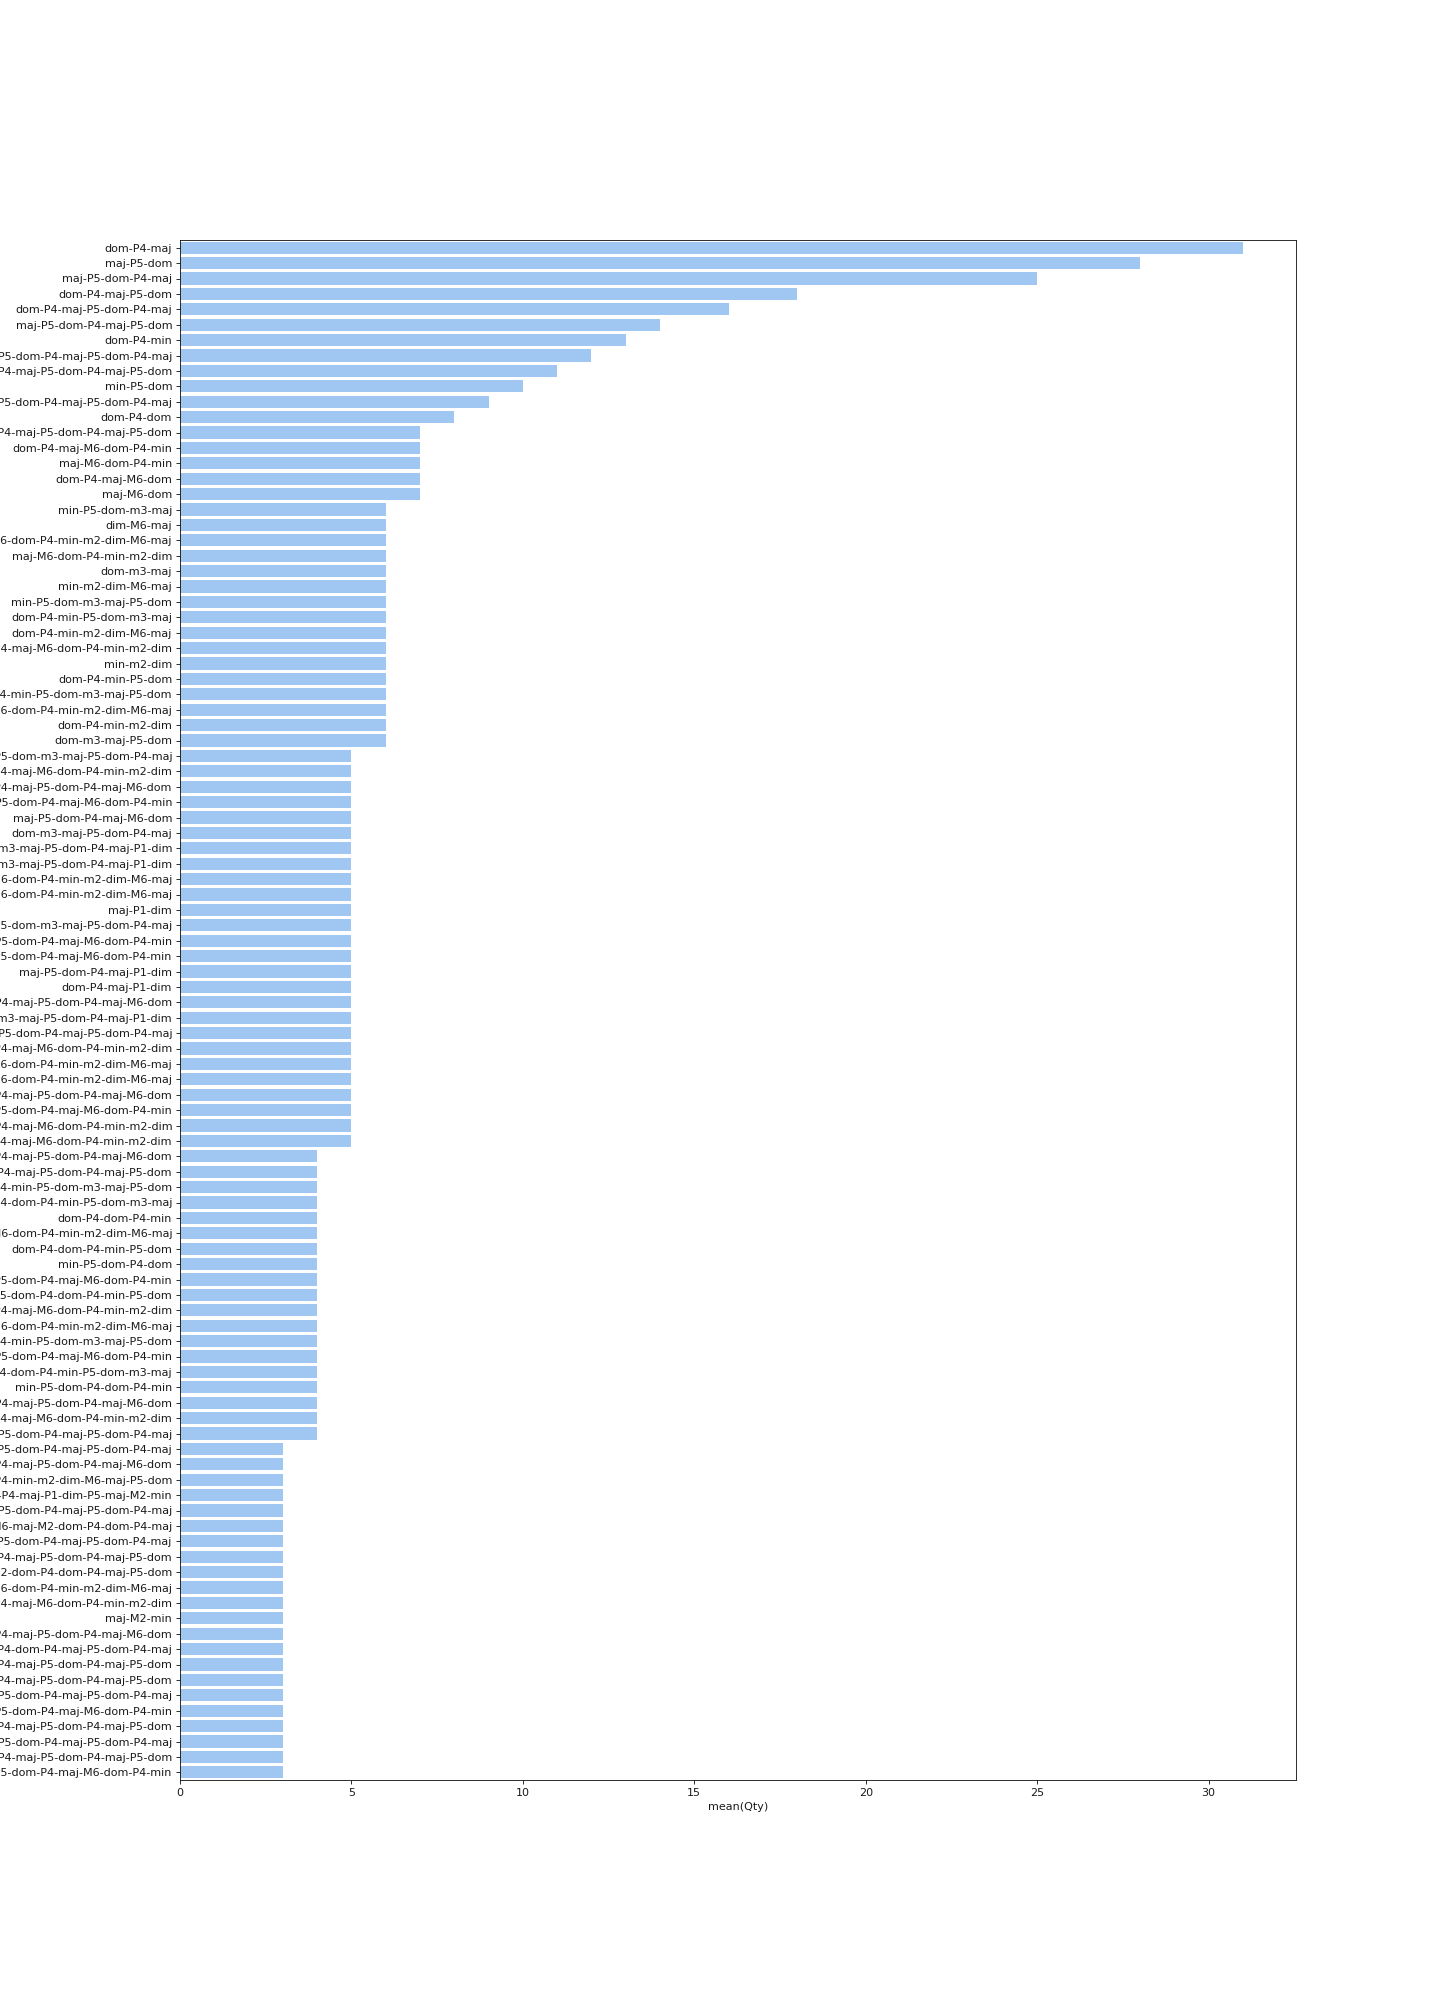 dom-P4-maj
maj-P5-dom
maj-P5-dom-P4-maj
dom-P4-maj-P5-dom
dom-P4-maj-P5-dom-P4-maj
maj-P5-dom-P4-maj-P5-dom
dom-P4-min
P5-dom-P4-maj-P5-dom-P4-maj
P4-maj-P5-dom-P4-maj-P5-dom
min-P5-dom
P5-dom-P4-maj-P5-dom-P4-maj
dom-P4-dom
P4-maj-P5-dom-P4-maj-P5-dom
dom-P4-maj-M6-dom-P4-min
maj-M6-dom-P4-min
dom-P4-maj-M6-dom
maj-M6-dom
min-P5-dom-m3-maj
dim-M6-maj
6-dom-P4-min-m2-dim-M6-maj
maj-M6-dom-P4-min-m2-dim
dom-m3-maj
min-m2-dim-M6-maj
min-P5-dom-m3-maj-P5-dom
dom-P4-min-P5-dom-m3-maj
dom-P4-min-m2-dim-M6-maj
4-maj-M6-dom-P4-min-m2-dim
min-m2-dim
dom-P4-min-P5-dom
4-min-P5-dom-m3-maj-P5-dom
6-dom-P4-min-m2-dim-M6-maj
dom-P4-min-m2-dim
dom-m3-maj-P5-dom
P5-dom-m3-maj-P5-dom-P4-maj
4-maj-M6-dom-P4-min-m2-dim
P4-maj-P5-dom-P4-maj-M6-dom
P5-dom-P4-maj-M6-dom-P4-min
maj-P5-dom-P4-maj-M6-dom
dom-m3-maj-P5-dom-P4-maj
m3-maj-P5-dom-P4-maj-P1-dim
m3-maj-P5-dom-P4-maj-P1-dim
6-dom-P4-min-m2-dim-M6-maj
6-dom-P4-min-m2-dim-M6-maj
maj-P1-dim
P5-dom-m3-maj-P5-dom-P4-maj
P5-dom-P4-maj-M6-dom-P4-min
5-dom-P4-maj-M6-dom-P4-min
maj-P5-dom-P4-maj-P1-dim
dom-P4-maj-P1-dim
P4-maj-P5-dom-P4-maj-M6-dom
m3-maj-P5-dom-P4-maj-P1-dim
P5-dom-P4-maj-P5-dom-P4-maj
P4-maj-M6-dom-P4-min-m2-dim
6-dom-P4-min-m2-dim-M6-maj
6-dom-P4-min-m2-dim-M6-maj
P4-maj-P5-dom-P4-maj-M6-dom
P5-dom-P4-maj-M6-dom-P4-min
P4-maj-M6-dom-P4-min-m2-dim
4-maj-M6-dom-P4-min-m2-dim
P4-maj-P5-dom-P4-maj-M6-dom
P4-maj-P5-dom-P4-maj-P5-dom
4-min-P5-dom-m3-maj-P5-dom
4-dom-P4-min-P5-dom-m3-maj
dom-P4-dom-P4-min
M6-dom-P4-min-m2-dim-M6-maj
dom-P4-dom-P4-min-P5-dom
min-P5-dom-P4-dom
P5-dom-P4-maj-M6-dom-P4-min
5-dom-P4-dom-P4-min-P5-dom
P4-maj-M6-dom-P4-min-m2-dim
6-dom-P4-min-m2-dim-M6-maj
4-min-P5-dom-m3-maj-P5-dom
P5-dom-P4-maj-M6-dom-P4-min
4-dom-P4-min-P5-dom-m3-maj
min-P5-dom-P4-dom-P4-min
P4-maj-P5-dom-P4-maj-M6-dom
4-maj-M6-dom-P4-min-m2-dim
P5-dom-P4-maj-P5-dom-P4-maj
P5-dom-P4-maj-P5-dom-P4-maj
P4-maj-P5-dom-P4-maj-M6-dom
P4-min-m2-dim-M6-maj-P5-dom
-P4-maj-P1-dim-P5-maj-M2-min
P5-dom-P4-maj-P5-dom-P4-maj
M6-maj-M2-dom-P4-dom-P4-maj
P5-dom-P4-maj-P5-dom-P4-maj
P4-maj-P5-dom-P4-maj-P5-dom
2-dom-P4-dom-P4-maj-P5-dom
6-dom-P4-min-m2-dim-M6-maj
4-maj-M6-dom-P4-min-m2-dim
maj-M2-min
P4-maj-P5-dom-P4-maj-M6-dom
P4-dom-P4-maj-P5-dom-P4-maj
P4-maj-P5-dom-P4-maj-P5-dom
P4-maj-P5-dom-P4-maj-P5-dom
P5-dom-P4-maj-P5-dom-P4-maj
P5-dom-P4-maj-M6-dom-P4-min
P4-maj-P5-dom-P4-maj-P5-dom
P5-dom-P4-maj-P5-dom-P4-maj
P4-maj-P5-dom-P4-maj-P5-dom
5-dom-P4-maj-M6-dom-P4-min
0 5 10 15 20 25 30
mean(Qty)